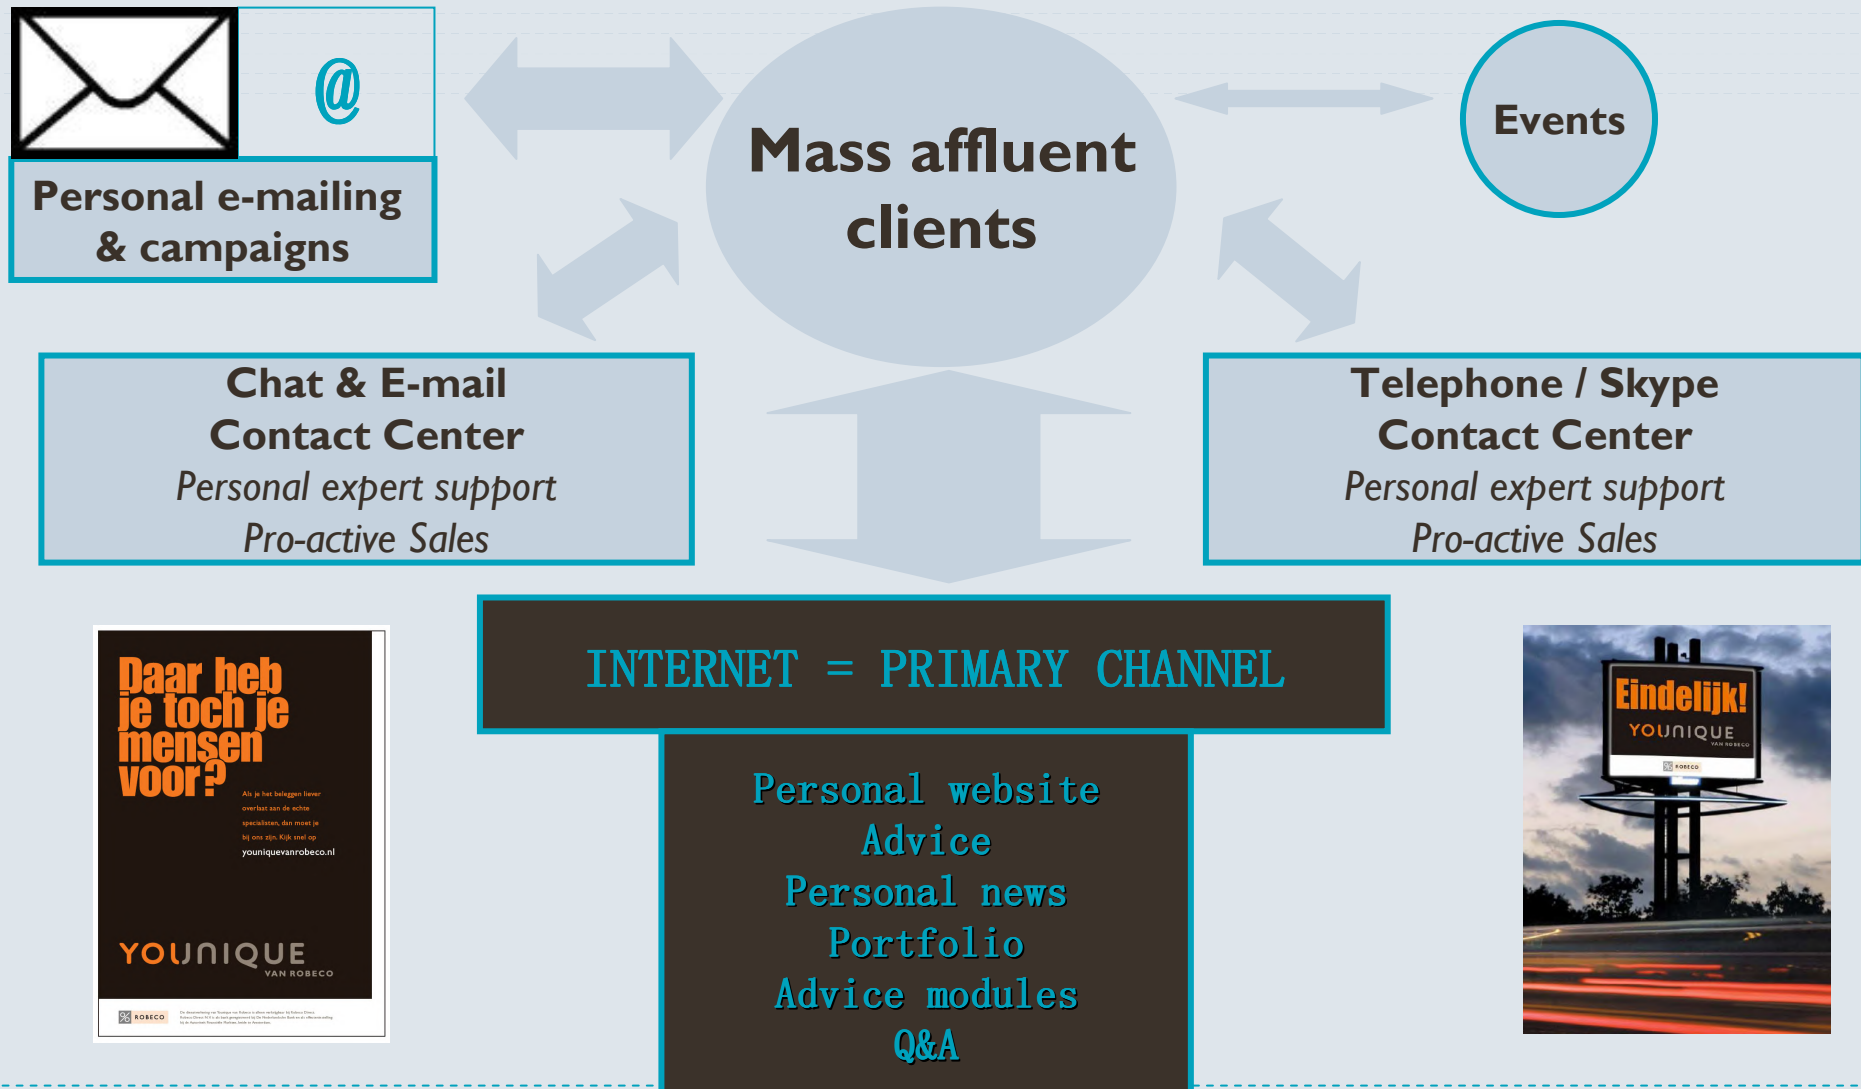 @
Personal e-mailing
& campaigns
Mass affluent
clients
Events
Chat & E-mail
Contact Center
Personal expert support
Pro-active Sales
Telephone / Skype
Contact Center
Personal expert support
Pro-active Sales
INTERNET = PRIMARY CHANNEL
Personal website
Advice
Personal news
Portfolio
Advice modules
Q&A
Daar heb
je toch je
mensen
voor?
Als je het beleggen liever
overlaat aan de echte
specialisten, dan moet je
bij ons zijn. Kijk snel op
youniquevanrobeco.nl
YOUNIQUE
VAN ROBECO
ROBECO
Eindelijk!
YOUNIQUE
VAN ROBECO
ROBECO